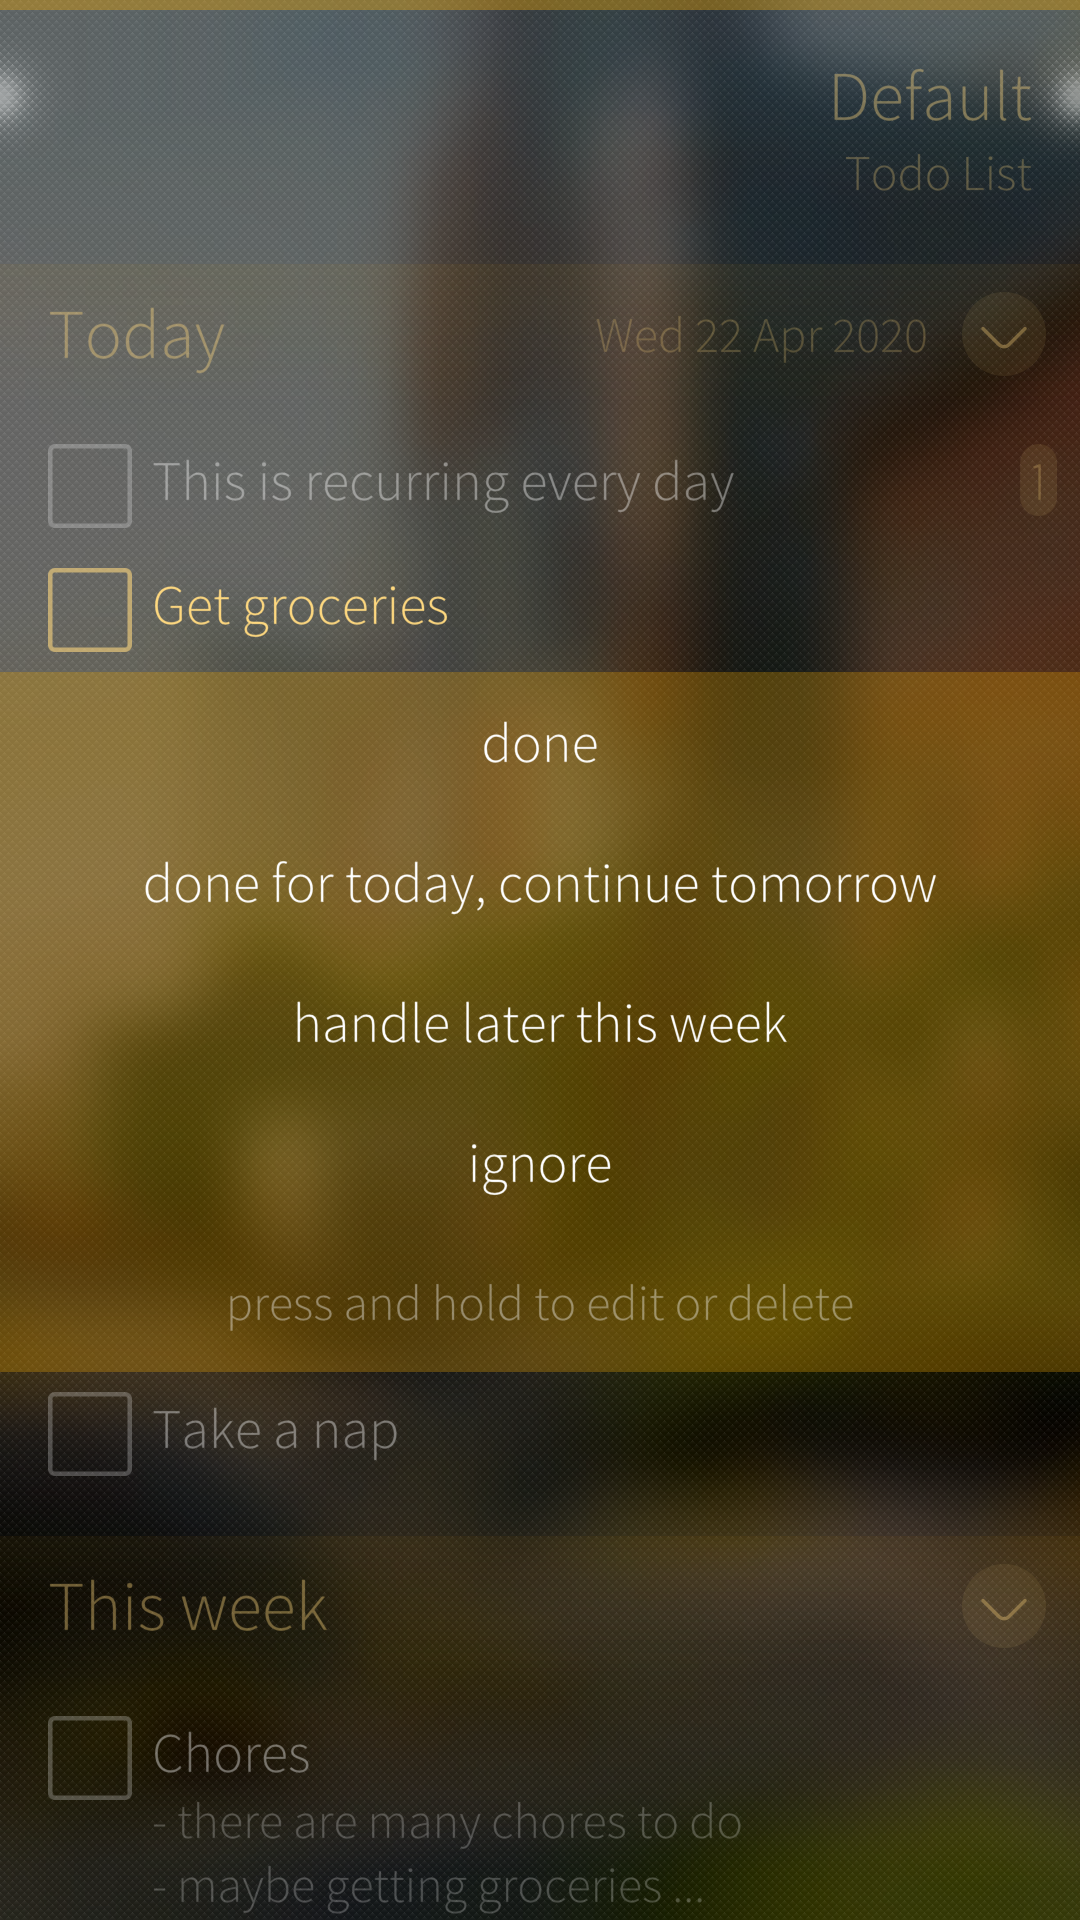 Default
Todo List
Today
Wed 22 Apr 2020
This is recurring every day
1
Get groceries
done
done for today, continue tomorrow
handle later this week
ignore
press and hold to edit or delete
Take a nap
This week
Chores
- there are many chores to do
- maybe getting groceries ...